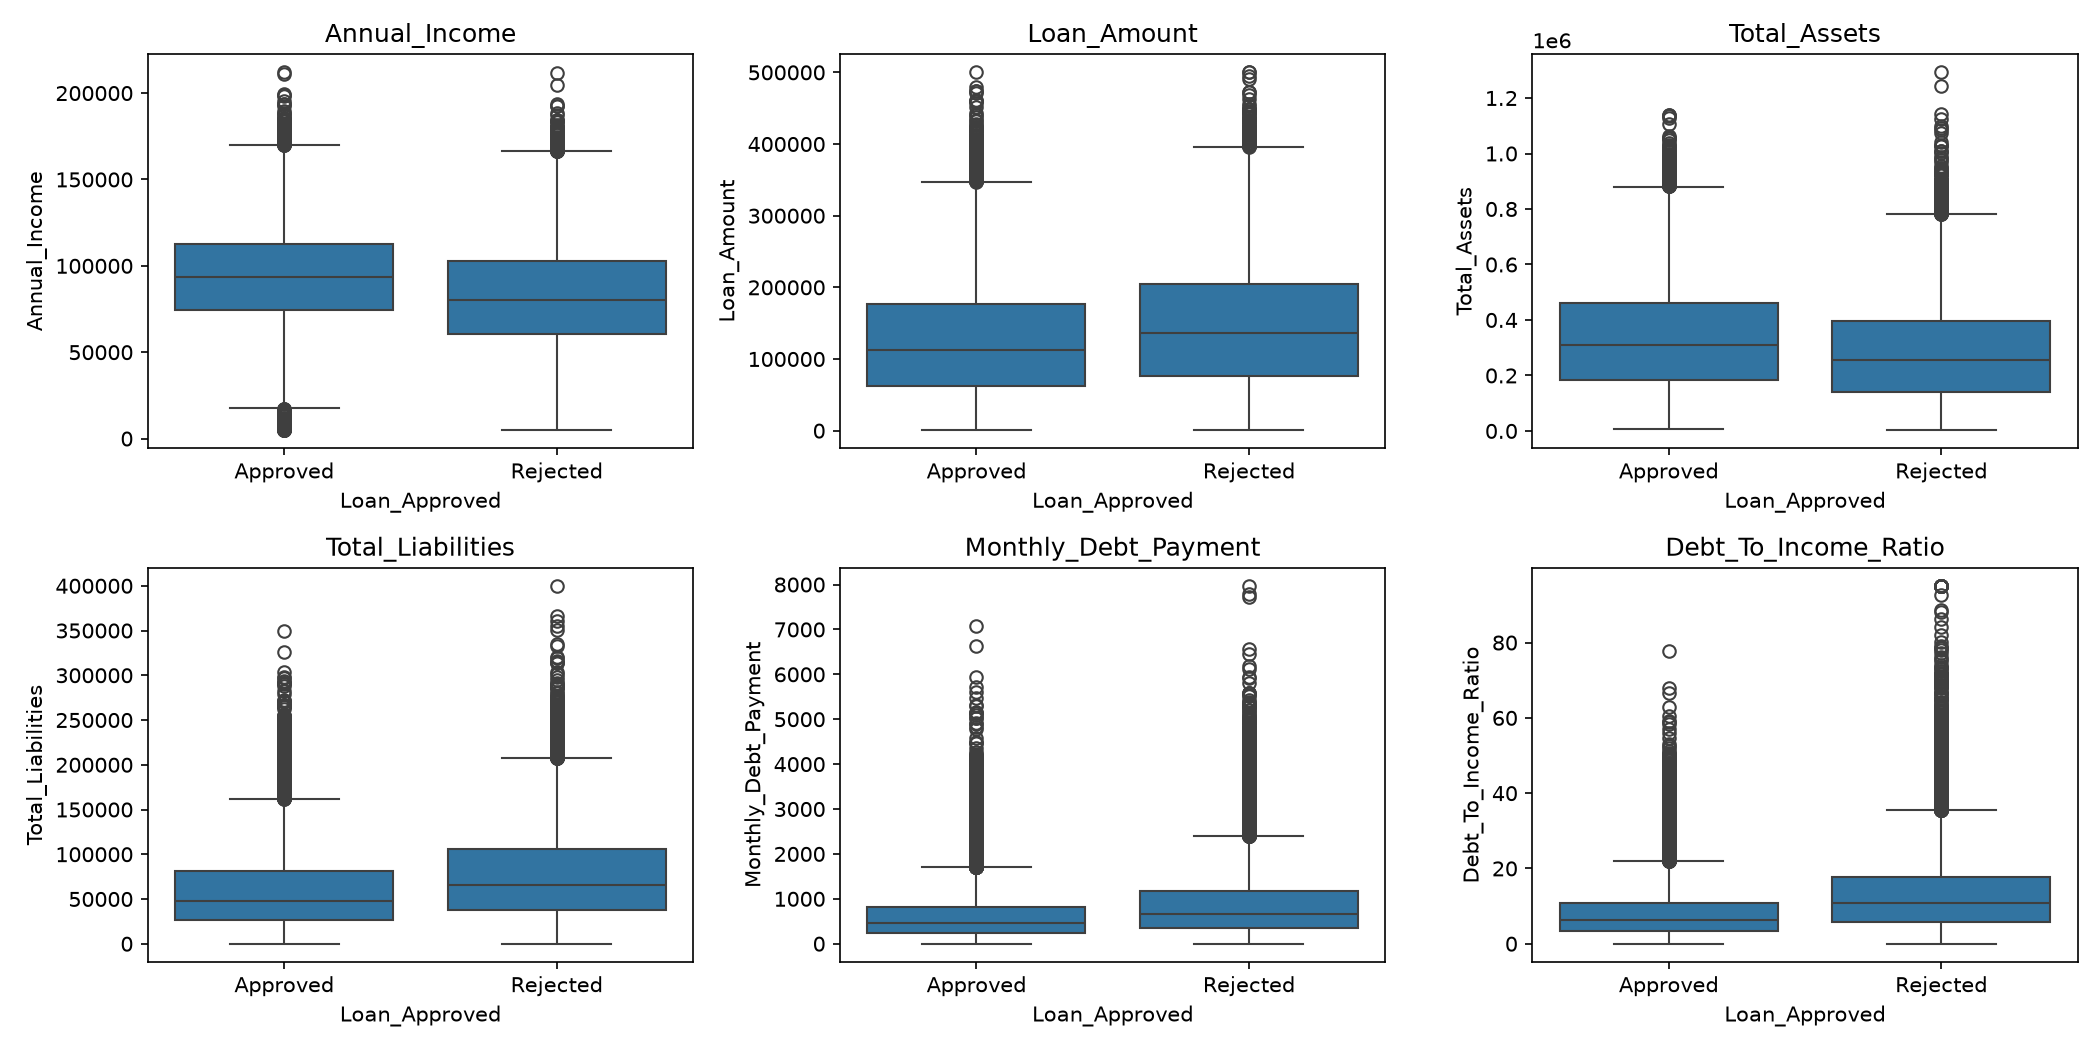 Annual_Income
Annual_Income
200000
150000
100000
50000
0
Approved
Rejected
Loan_Approved
Loan_Amount
Loan_Amount
500000
400000
300000
200000
100000
0
Approved
Rejected
Loan_Approved
Total_Assets
1e6
Total_Assets
1.2
1.0
0.8
0.6
0.4
0.2
0.0
Approved
Rejected
Loan_Approved
Total_Liabilities
Total_Liabilities
400000
350000
300000
250000
200000
150000
100000
50000
0
Approved
Rejected
Loan_Approved
Monthly_Debt_Payment
Monthly_Debt_Payment
8000
7000
6000
5000
4000
3000
2000
1000
0
Approved
Rejected
Loan_Approved
Debt_To_Income_Ratio
Debt_To_Income_Ratio
80
60
40
20
0
Approved
Rejected
Loan_Approved